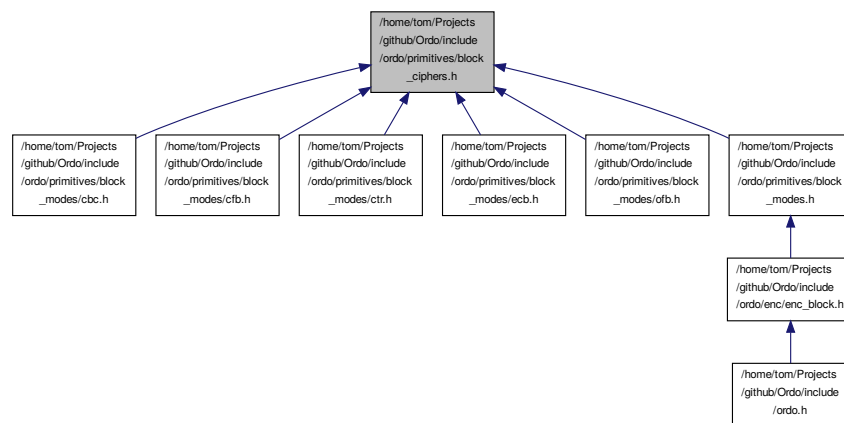 /home/tom/Projects
/github/Ordo/include
/ordo/primitives/block
_ciphers.h
/home/tom/Projects
/github/Ordo/include
/ordo/primitives/block
_modes/cbc.h
/home/tom/Projects
/github/Ordo/include
/ordo/primitives/block
_modes/cfb.h
/home/tom/Projects
/github/Ordo/include
/ordo/primitives/block
_modes/ctr.h
/home/tom/Projects
/github/Ordo/include
/ordo/primitives/block
_modes/ecb.h
/home/tom/Projects
/github/Ordo/include
/ordo/primitives/block
_modes/ofb.h
/home/tom/Projects
/github/Ordo/include
/ordo/primitives/block
_modes.h
/home/tom/Projects
/github/Ordo/include
/ordo/enc/enc_block.h
/home/tom/Projects
/github/Ordo/include
/ordo.h